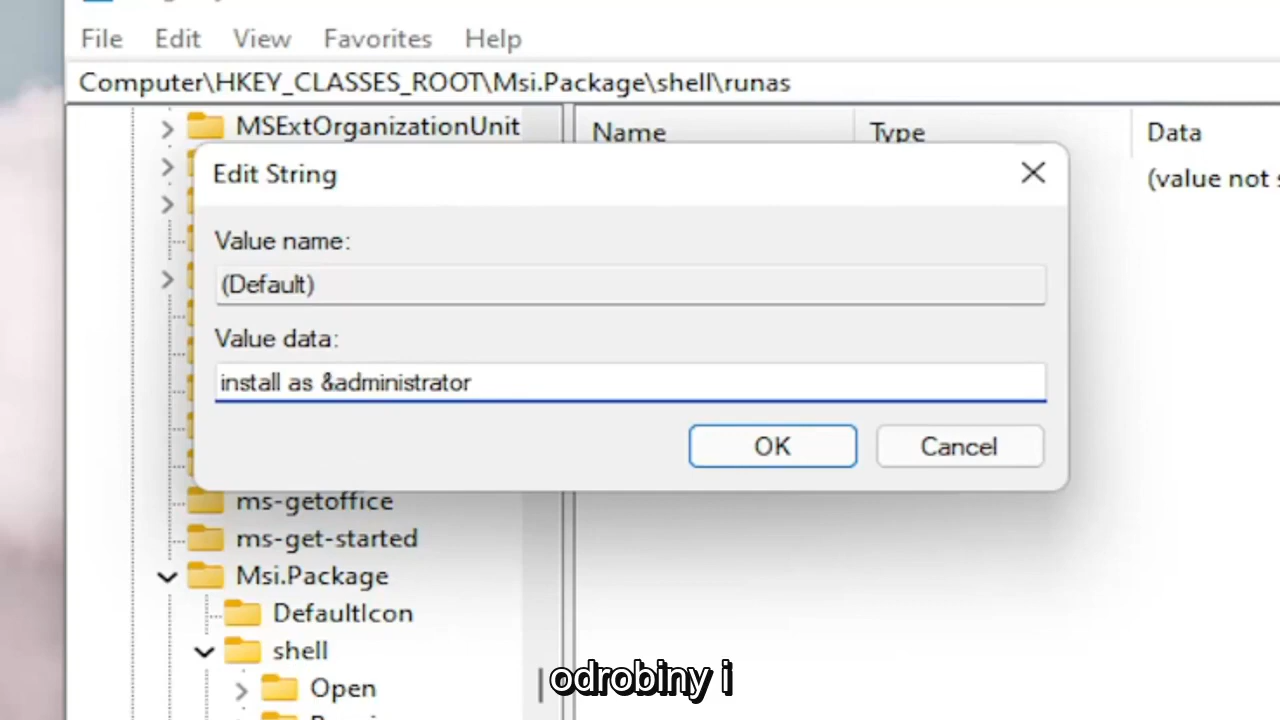 File Edit View Favorites Help
Computer\HKEY_CLASSES_ROOT\Msi.Package\shell\runas
MSExtOrganizationUnit
Name Type Data
(value not
Edit String
Value name:
(Default)
Value data:
install as &administrator
OK Cancel
ms-getoffice
ms-get-started
Msi.Package
DefaultIcon
shell
Open
odrobiny i